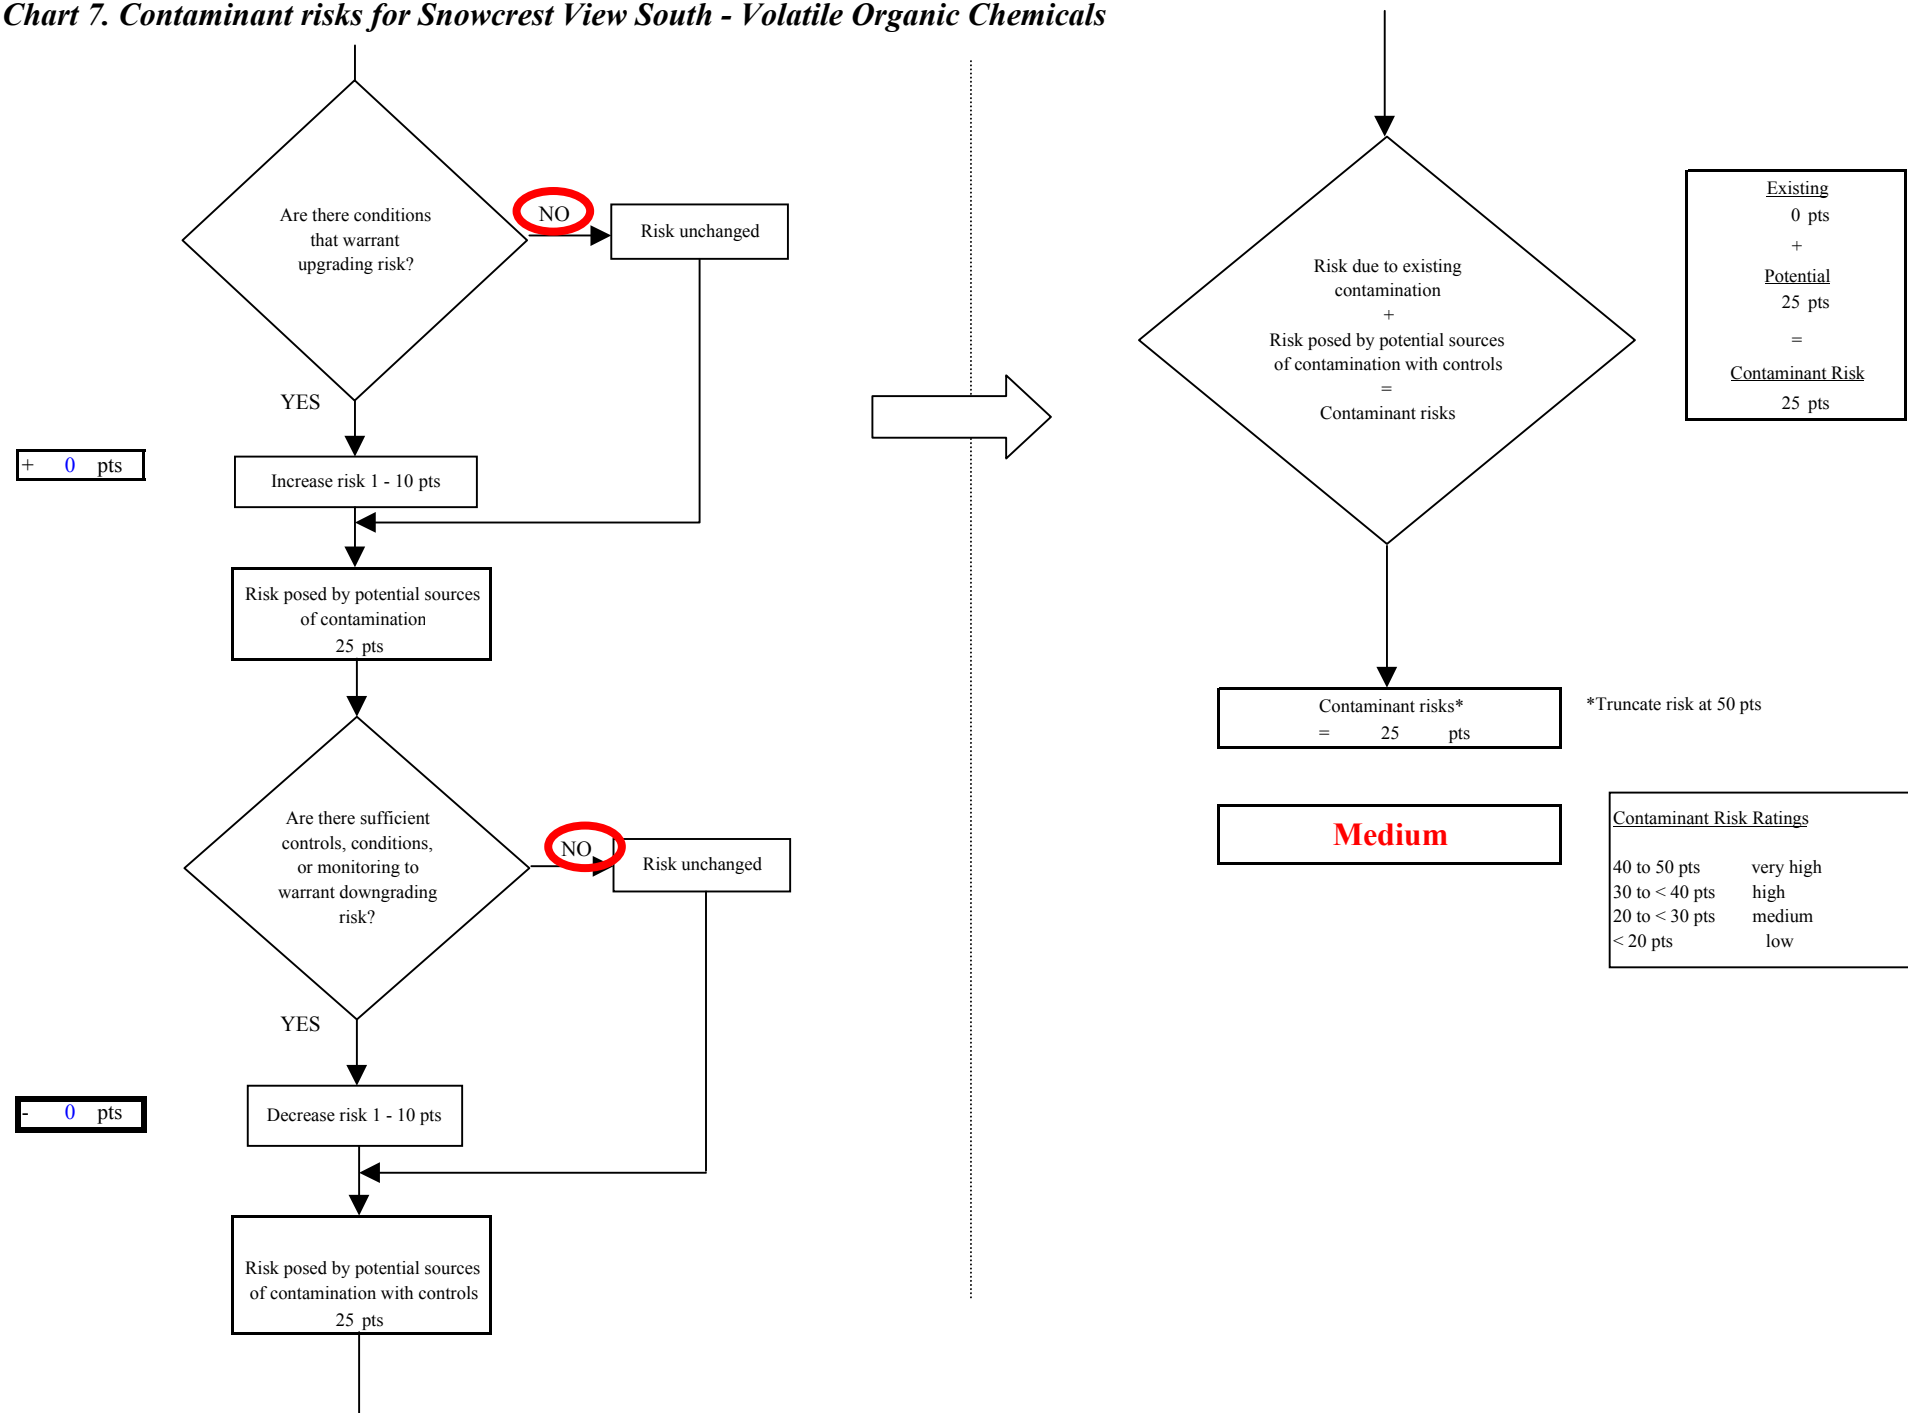 Chart 7. Contaminant risks for Snowcrest View South - Volatile Organic Chemicals
Are there conditions
that warrant
upgrading risk?
NO
Risk unchanged
YES
+ 0 pts
Increase risk 1 - 10 pts
Risk posed by potential sources
of contamination
25 pts
Are there sufficient
controls, conditions,
or monitoring to
warrant downgrading
risk?
NO
Risk unchanged
YES
- 0 pts
Decrease risk 1 - 10 pts
Risk posed by potential sources
of contamination with controls
25 pts
Risk due to existing
contamination
+
Risk posed by potential sources
of contamination with controls
=
Contaminant risks
Existing
0 pts
+
Potential
25 pts
=
Contaminant Risk
25 pts
Contaminant risks*
= 25 pts
*Truncate risk at 50 pts
Medium
Contaminant Risk Ratings
40 to 50 pts very high
30 to < 40 pts high
20 to < 30 pts medium
< 20 pts low